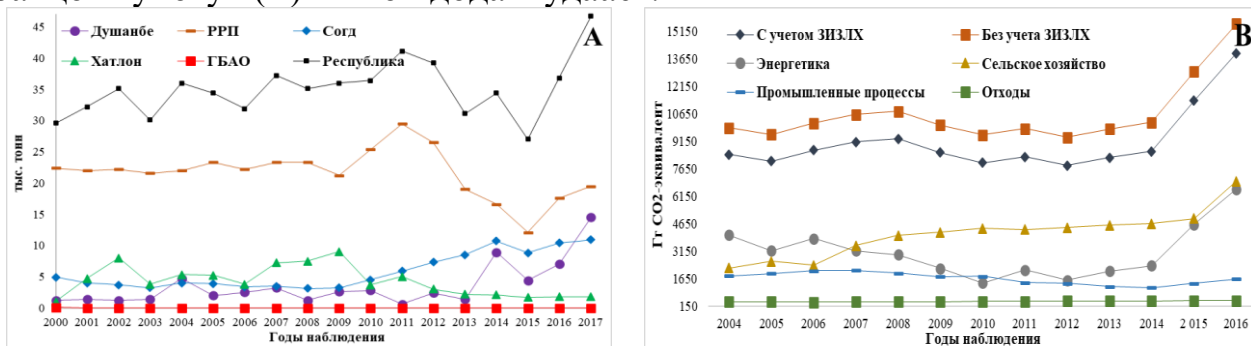 45
40
35
30
25
20
15
10
5
0
тыс. тонн
Душанбе
РРП
Согд
Хатлон
ГБАО
Республика
А
2000 2001 2002 2003 2004 2005 2006 2007 2008 2009 2010 2011 2012 2013 2014 2015 2016 2017
Годы наблюдения
15150
13650
12150
10650
9150
7650
6150
4650
3150
1650
150
Гг СО2-эквивалент
С учетом ЗИЗЛХ
Без учета ЗИЗЛХ
Энергетика
Сельское хозяйство
Промышленные процессы
Отходы
В
2004 2005 2006 2007 2008 2009 2010 2011 2012 2013 2014 2 015 2016
Годы наблюдения